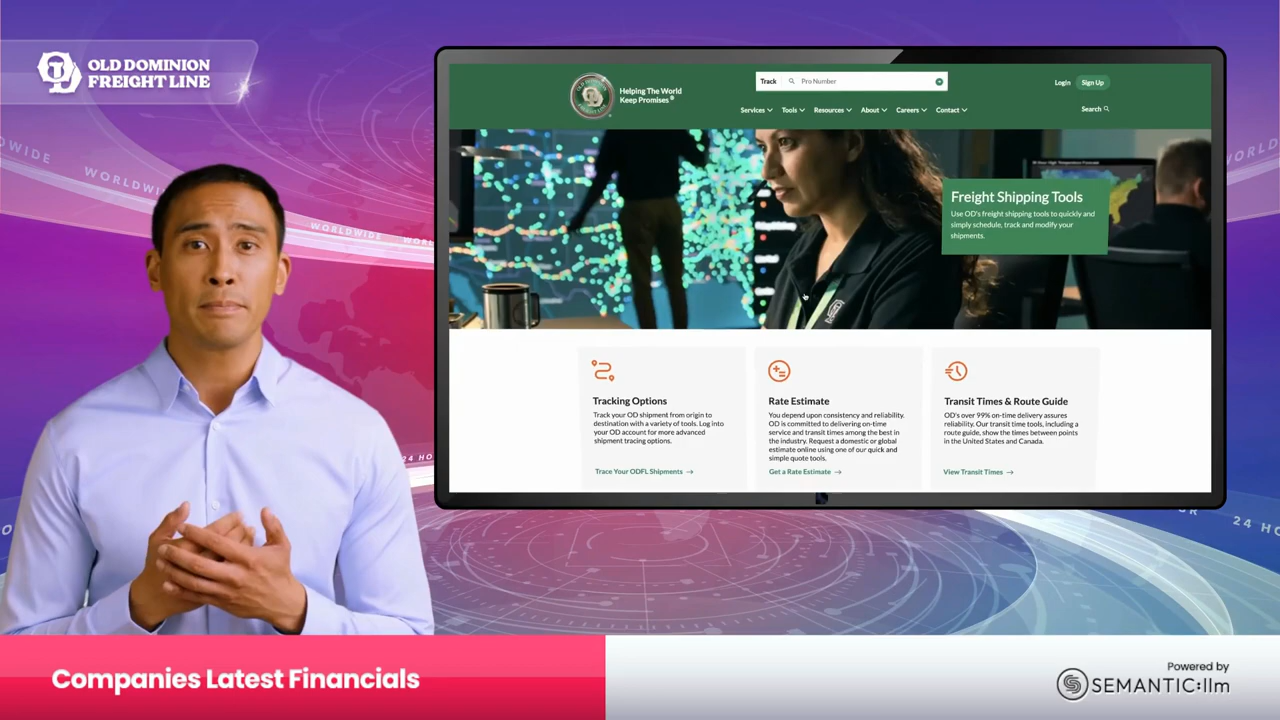 OLD DOMINION
FREIGHT LINE
WORLDWIDE
WORLDWIDE
WORLD
24 HO
24 HO
Helping The World
Keep Promises®
Track
Pro Number
Login
Sign Up
Services
Tools
Resources
About
Careers
Contact
Search
Freight Shipping Tools
Use OD's freight shipping tools to quickly and
simply schedule, track and modify your
shipments.
Tracking Options
Track your OD shipment from origin to
destination with a variety of tools. Log into
your OD account for more advanced
shipment tracing options.
Trace Your ODFL Shipments →
Rate Estimate
You depend upon consistency and reliability.
OD is committed to delivering on-time
service and transit times among the best in
the industry. Request a domestic or global
estimate online using one of our quick and
simple quote tools.
Get a Rate Estimate →
Transit Times & Route Guide
OD's over 99% on-time delivery assures
reliability. Our transit time tools, including a
route guide, show the times between points
in the United States and Canada.
View Transit Times →
Companies Latest Financials
Powered by
SEMANTIC:llm